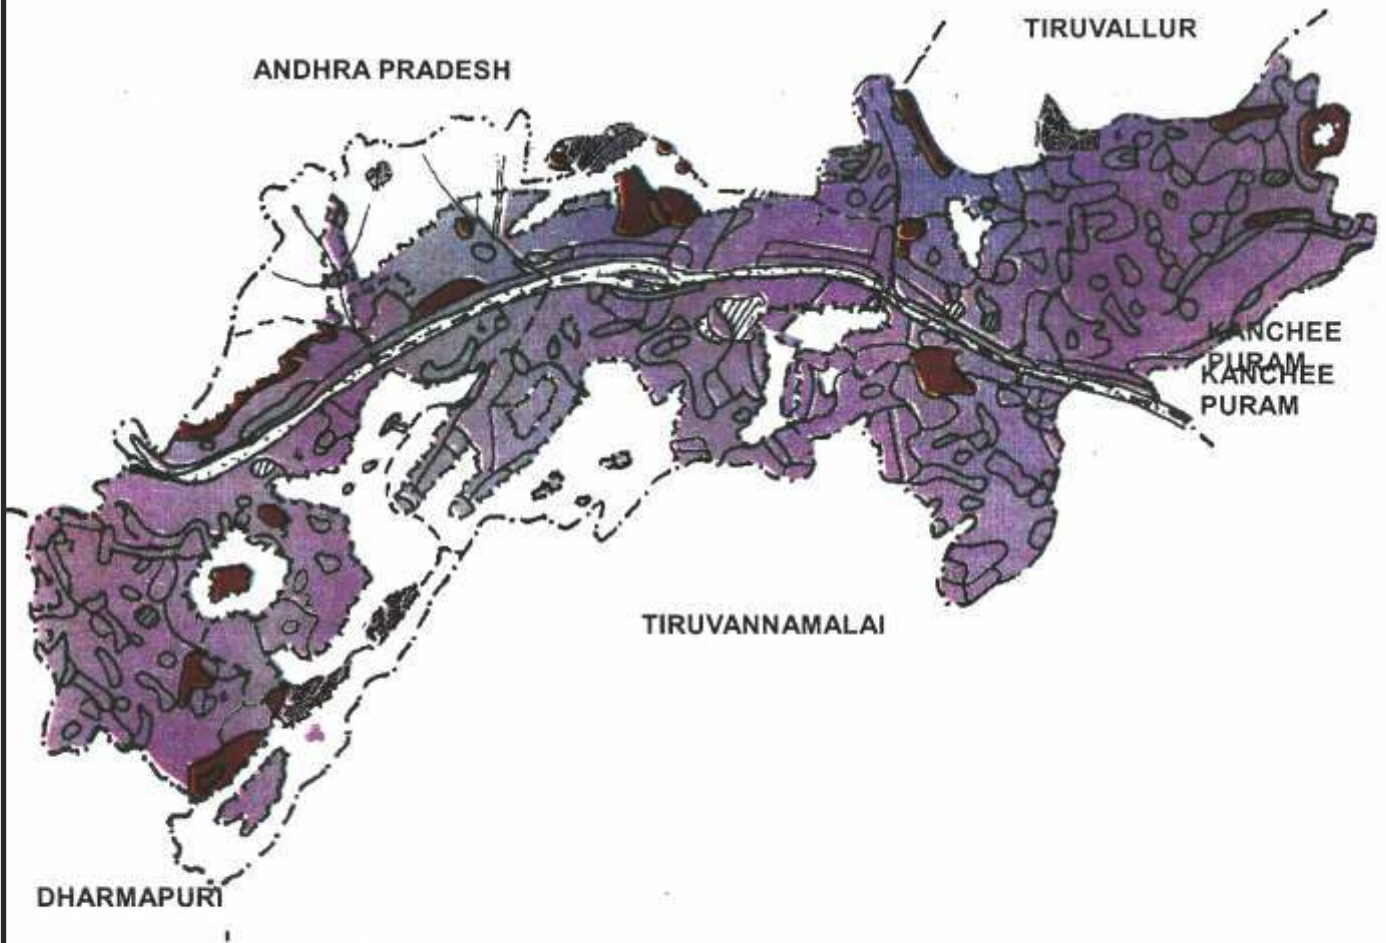 TIRUVALLUR
ANDHRA PRADESH
KANCHEE
PURAM
KANCHEE
PURAM
TIRUVANNAMALAI
DHARMAPURI